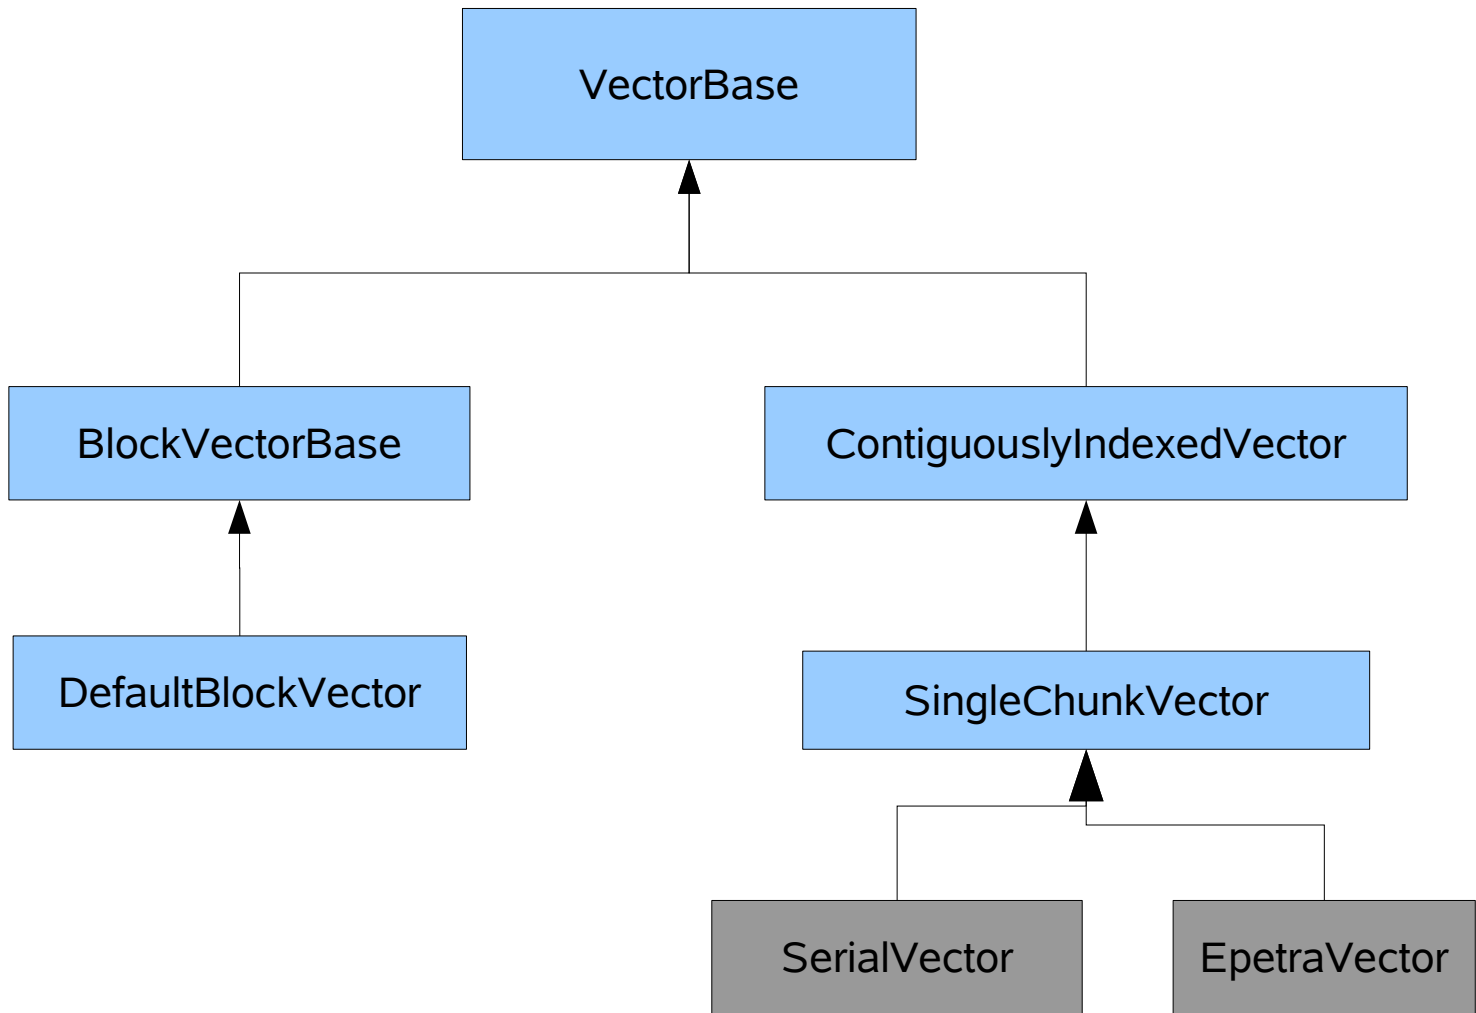 VectorBase
BlockVectorBase
ContiguouslyIndexedVector
DefaultBlockVector
SingleChunkVector
SerialVector
EpetraVector